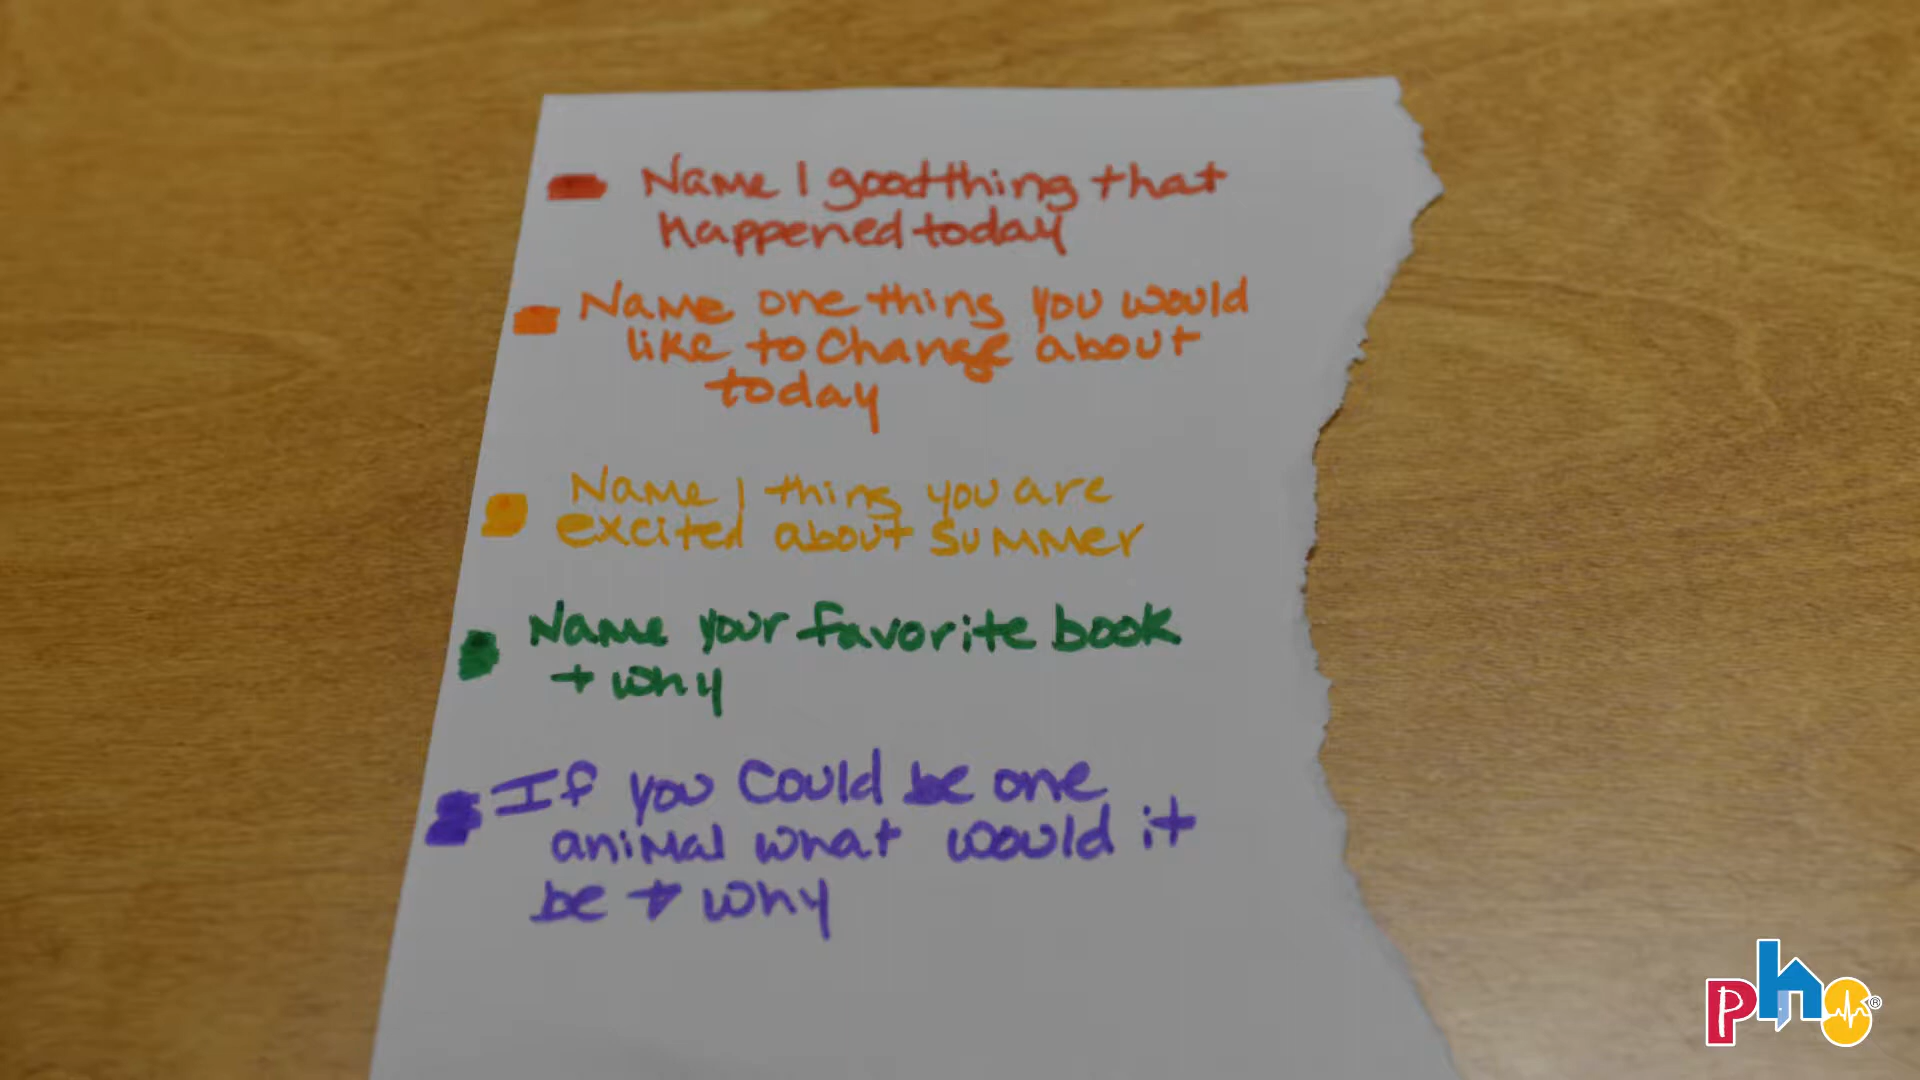 Name 1 good thing that
happened today
Name one thing you would
like to change about
today
Name 1 thing you are
excited about summer
Name your favorite book
+ why
If you could be one
animal what would it
be + why
pho®